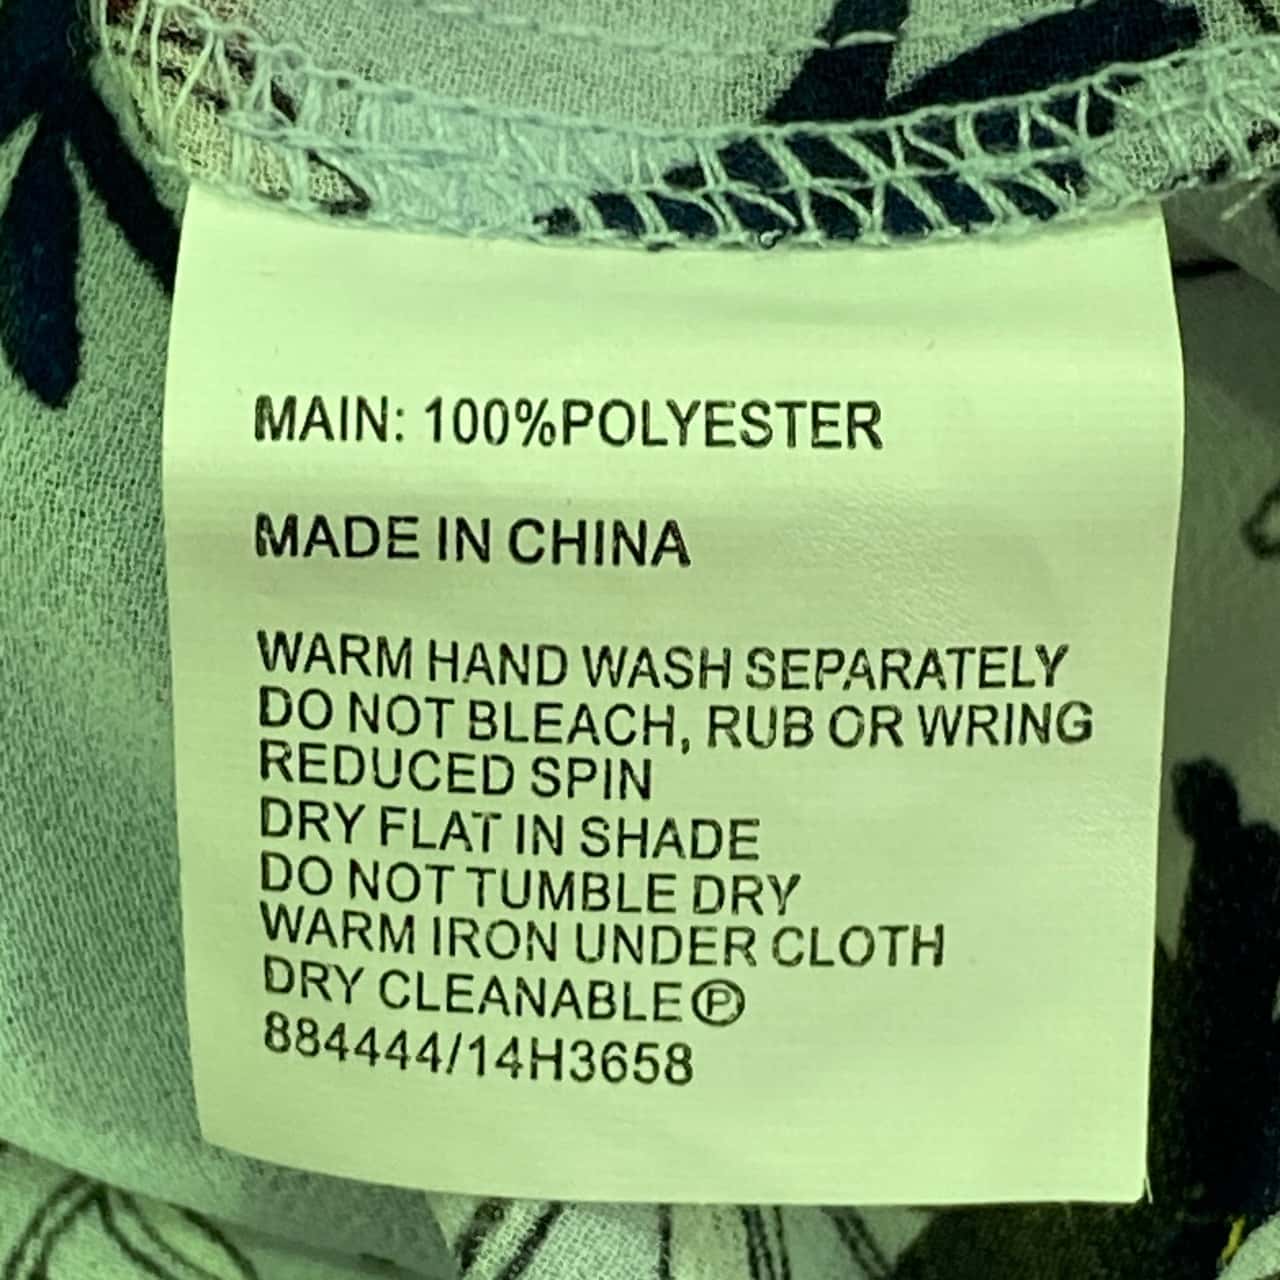 MAIN: 100%POLYESTER
MADE IN CHINA
WARM HAND WASH SEPARATELY
DO NOT BLEACH, RUB OR WRING
REDUCED SPIN
DRY FLAT IN SHADE
DO NOT TUMBLE DRY
WARM IRON UNDER CLOTH
DRY CLEANABLE Ⓟ
884444/14H3658